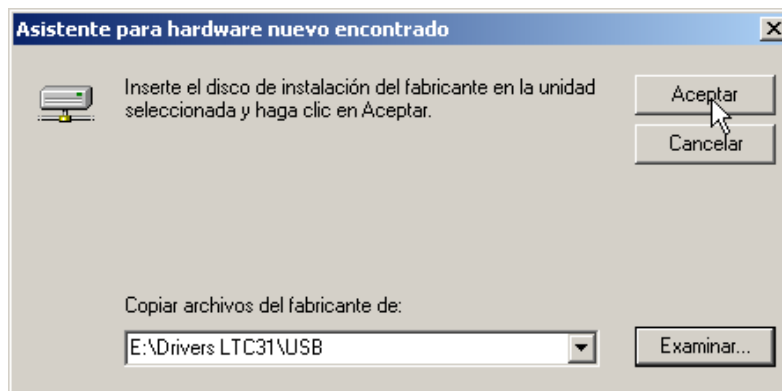 Asistente para hardware nuevo encontrado
Inserte el disco de instalación del fabricante en la unidad
seleccionada y haga clic en Aceptar.
Aceptar
Cancelar
Copiar archivos del fabricante de:
E:\Drivers LTC31\USB
Examinar...